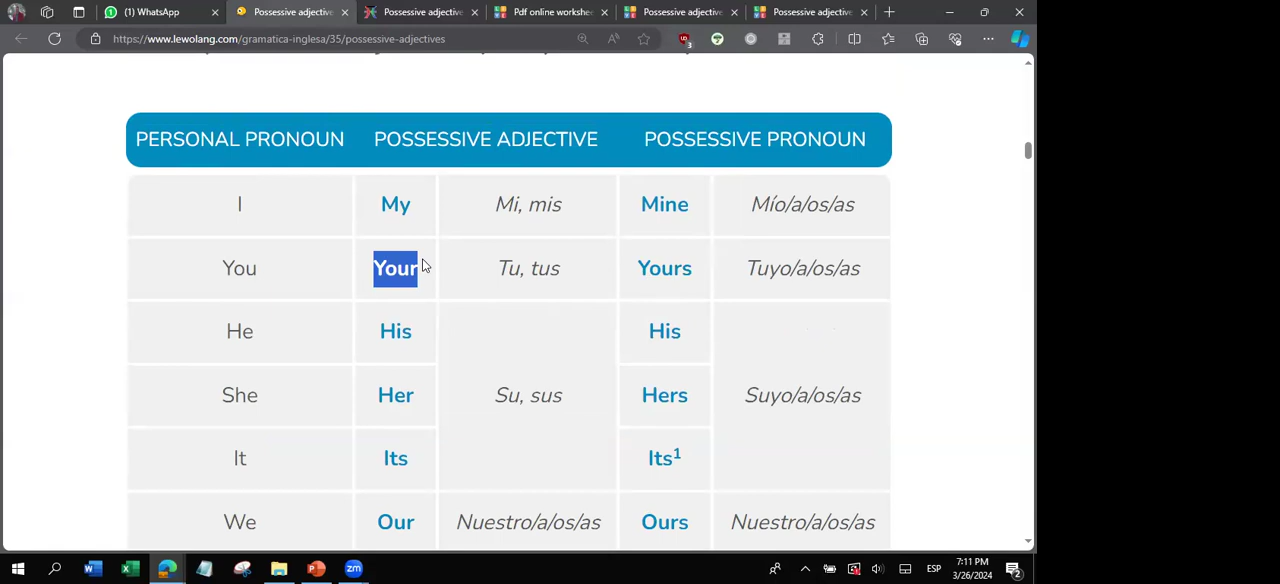 (1) WhatsApp
Possessive adjective
Possessive adjective
Pdf online workshee
Possessive adjective
Possessive adjective
https://www.lewolang.com/gramatica-inglesa/35/possessive-adjectives
3
PERSONAL PRONOUN POSSESSIVE ADJECTIVE POSSESSIVE PRONOUN
I My Mi, mis Mine Mío/a/os/as
You Your Tu, tus Yours Tuyo/a/os/as
He His His
She Her Su, sus Hers Suyo/a/os/as
It Its Its¹
We Our Nuestro/a/os/as Ours Nuestro/a/os/as
ESP
7:11 PM
3/26/2024
2